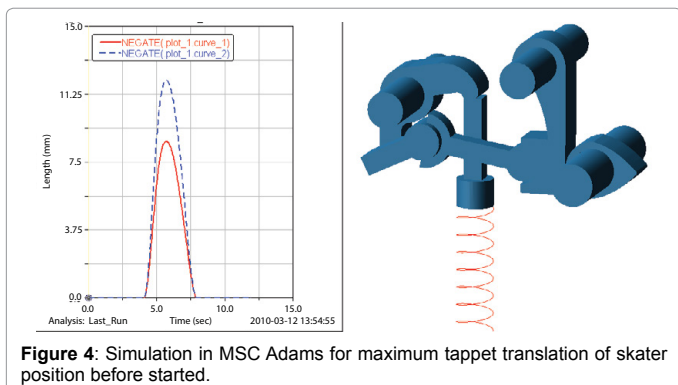 15.0
NEGATE( plot_1 curve_1)
NEGATE( plot_1 curve_2)
11.25
Length (mm)
7.5
3.75
0.0
0.0 5.0 10.0 15.0
Analysis: Last_Run Time (sec) 2010-03-12 13:54:55
Figure 4: Simulation in MSC Adams for maximum tappet translation of skater
position before started.